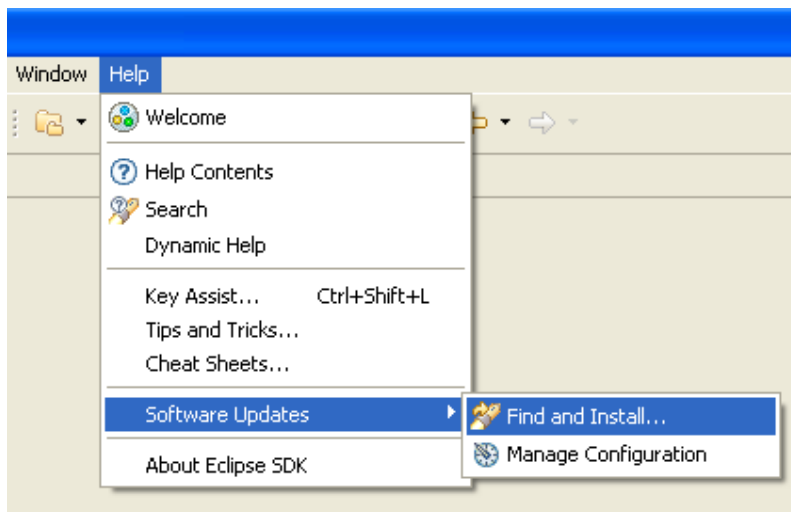 Window Help
Welcome
Help Contents
Search
Dynamic Help
Key Assist... Ctrl+Shift+L
Tips and Tricks...
Cheat Sheets...
Software Updates
Find and Install...
Manage Configuration
About Eclipse SDK